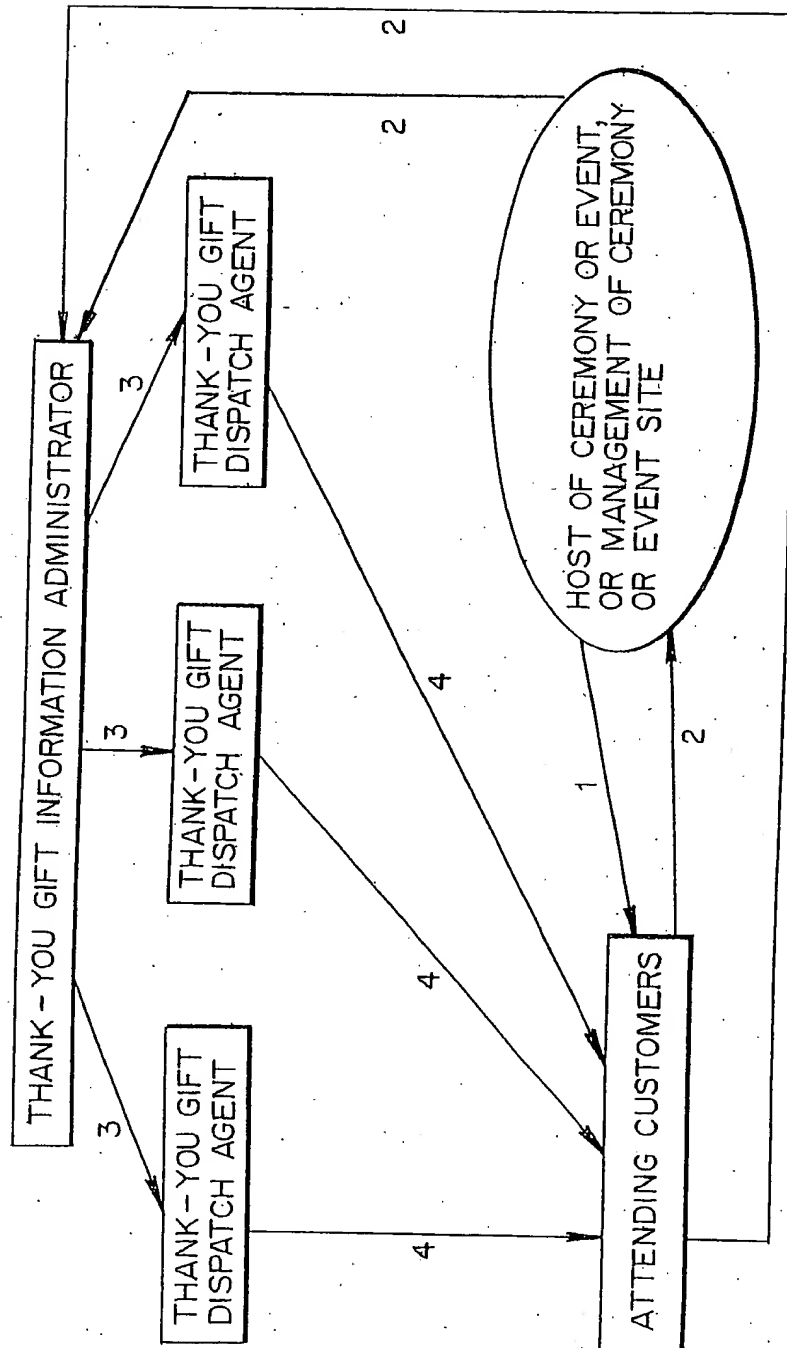 THANK-YOU GIFT INFORMATION ADMINISTRATOR
3
3
3
2
2
THANK-YOU GIFT
DISPATCH AGENT
THANK-YOU GIFT
DISPATCH AGENT
THANK-YOU GIFT
DISPATCH AGENT
4
4
4
1
2
ATTENDING CUSTOMERS
HOST OF CEREMONY OR EVENT,
OR MANAGEMENT OF CEREMONY
OR EVENT SITE